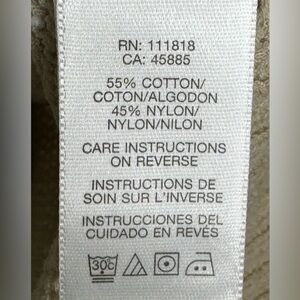 RN: 111818
CA: 45885
55% COTTON/
COTON/ALGODON
45% NYLON/
NYLON/NILON
CARE INSTRUCTIONS
ON REVERSE
INSTRUCTIONS DE
SOIN SUR L'INVERSE
INSTRUCCIONES DEL
CUIDADO EN REVÉS
30C